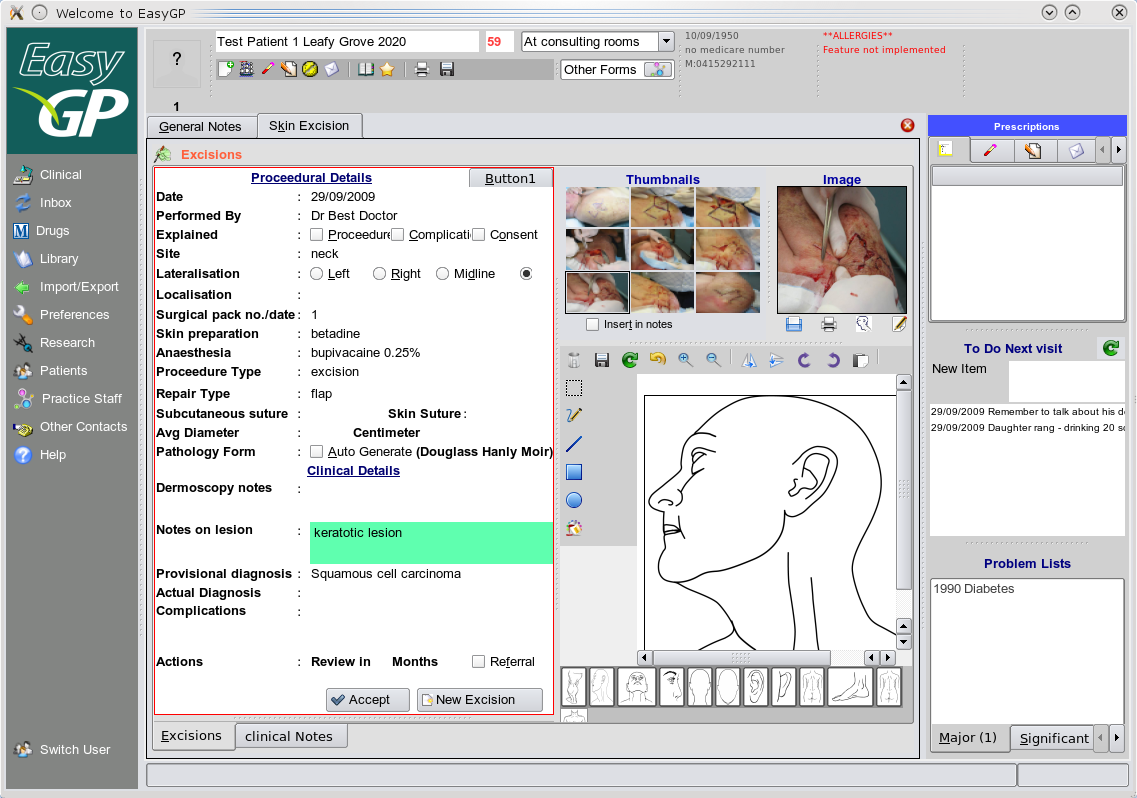 Welcome to EasyGP
Easy
GP
?
1
Test Patient 1 Leafy Grove 2020
59
At consulting rooms
Other Forms
10/09/1950
no medicare number
M:0415292111
**ALLERGIES**
Feature not implemented
Clinical
Inbox
Drugs
Library
Import/Export
Preferences
Research
Patients
Practice Staff
Other Contacts
Help
Switch User
General Notes
Skin Excision
Excisions
Proceedural Details
Button1
Date : 29/09/2009
Performed By : Dr Best Doctor
Explained : Proceedure Complicati Consent
Site : neck
Lateralisation : Left Right Midline
Localisation :
Surgical pack no./date : 1
Skin preparation : betadine
Anaesthesia : bupivacaine 0.25%
Proceedure Type : excision
Repair Type : flap
Subcutaneous suture : Skin Suture :
Avg Diameter : Centimeter
Pathology Form : Auto Generate (Douglass Hanly Moir)
Clinical Details
Dermoscopy notes :
Notes on lesion : keratotic lesion
Provisional diagnosis : Squamous cell carcinoma
Actual Diagnosis :
Complications :
Actions : Review in Months Referral
Accept
New Excision
Excisions
clinical Notes
Thumbnails
Image
Insert in notes
Prescriptions
To Do Next visit
New Item
29/09/2009 Remember to talk about his d
29/09/2009 Daughter rang - drinking 20 s
Problem Lists
1990 Diabetes
Major (1)
Significant